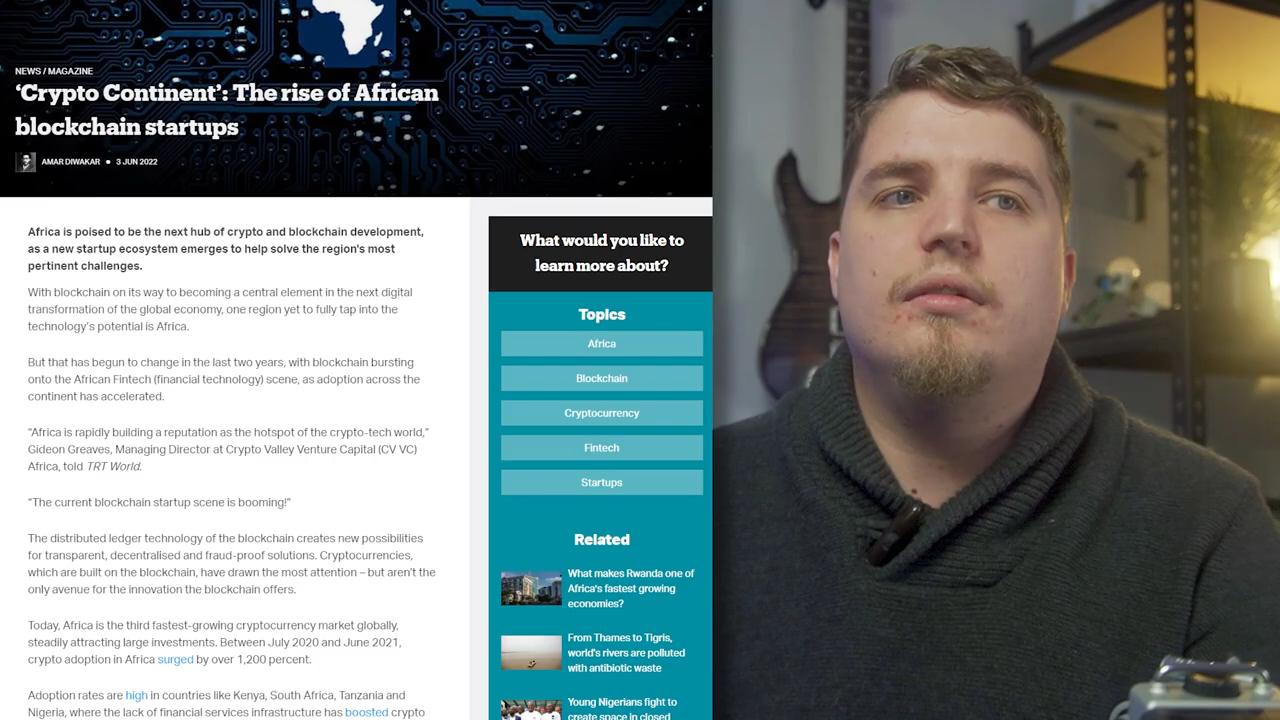 NEWS / MAGAZINE
‘Crypto Continent’: The rise of African
blockchain startups
AMAR DIWAKAR ● 3 JUN 2022
Africa is poised to be the next hub of crypto and blockchain development,
as a new startup ecosystem emerges to help solve the region's most
pertinent challenges.
With blockchain on its way to becoming a central element in the next digital
transformation of the global economy, one region yet to fully tap into the
technology’s potential is Africa.
But that has begun to change in the last two years, with blockchain bursting
onto the African Fintech (financial technology) scene, as adoption across the
continent has accelerated.
“Africa is rapidly building a reputation as the hotspot of the crypto-tech world,”
Gideon Greaves, Managing Director at Crypto Valley Venture Capital (CV VC)
Africa, told TRT World.
“The current blockchain startup scene is booming!”
The distributed ledger technology of the blockchain creates new possibilities
for transparent, decentralised and fraud-proof solutions. Cryptocurrencies,
which are built on the blockchain, have drawn the most attention – but aren’t the
only avenue for the innovation the blockchain offers.
Today, Africa is the third fastest-growing cryptocurrency market globally,
steadily attracting large investments. Between July 2020 and June 2021,
crypto adoption in Africa surged by over 1,200 percent.
Adoption rates are high in countries like Kenya, South Africa, Tanzania and
Nigeria, where the lack of financial services infrastructure has boosted crypto
What would you like to
learn more about?
Topics
Africa
Blockchain
Cryptocurrency
Fintech
Startups
Related
What makes Rwanda one of
Africa's fastest growing
economies?
From Thames to Tigris,
world's rivers are polluted
with antibiotic waste
Young Nigerians fight to
create space in closed